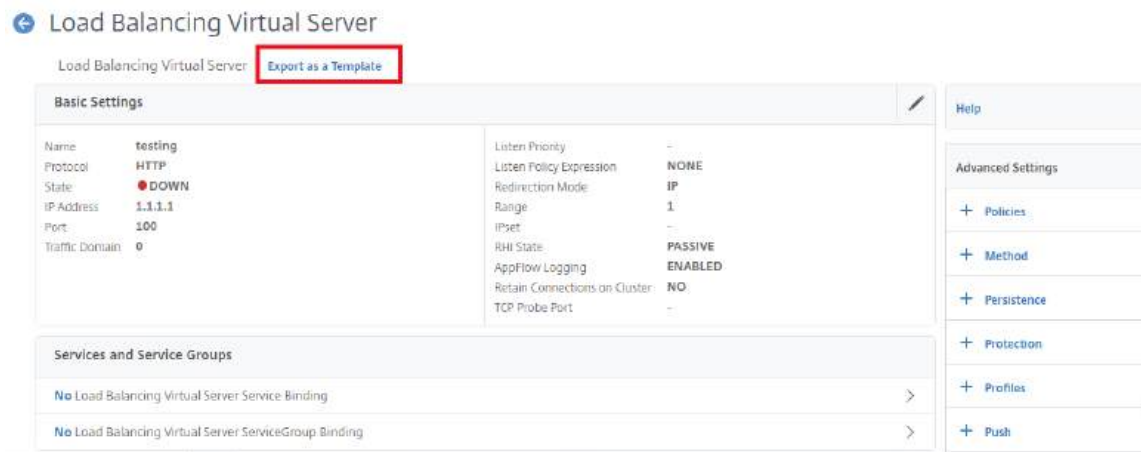 Load Balancing Virtual Server
Load Balancing Virtual Server
Export as a Template
Basic Settings
Name testing
Protocol HTTP
State DOWN
IP Address 1.1.1.1
Port 100
Traffic Domain 0
Listen Priority -
Listen Policy Expression NONE
Redirection Mode IP
Range 1
IPset -
RHI State PASSIVE
AppFlow Logging ENABLED
Retain Connections on Cluster NO
TCP Probe Port -
Services and Service Groups
No Load Balancing Virtual Server Service Binding
No Load Balancing Virtual Server ServiceGroup Binding
Help
Advanced Settings
+ Policies
+ Method
+ Persistence
+ Protection
+ Profiles
+ Push